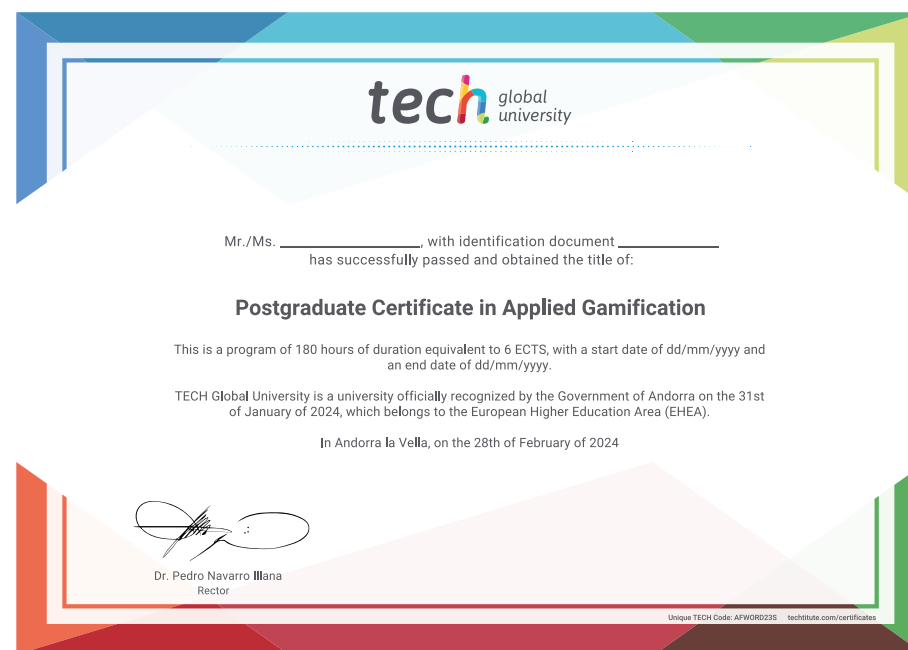 tech global university
Mr./Ms. ____________________, with identification document ______________
has successfully passed and obtained the title of:
Postgraduate Certificate in Applied Gamification
This is a program of 180 hours of duration equivalent to 6 ECTS, with a start date of dd/mm/yyyy and
an end date of dd/mm/yyyy.
TECH Global University is a university officially recognized by the Government of Andorra on the 31st
of January of 2024, which belongs to the European Higher Education Area (EHEA).
In Andorra la Vella, on the 28th of February of 2024
Dr. Pedro Navarro Illana
Rector
Unique TECH Code: AFWORD23S techtitute.com/certificates